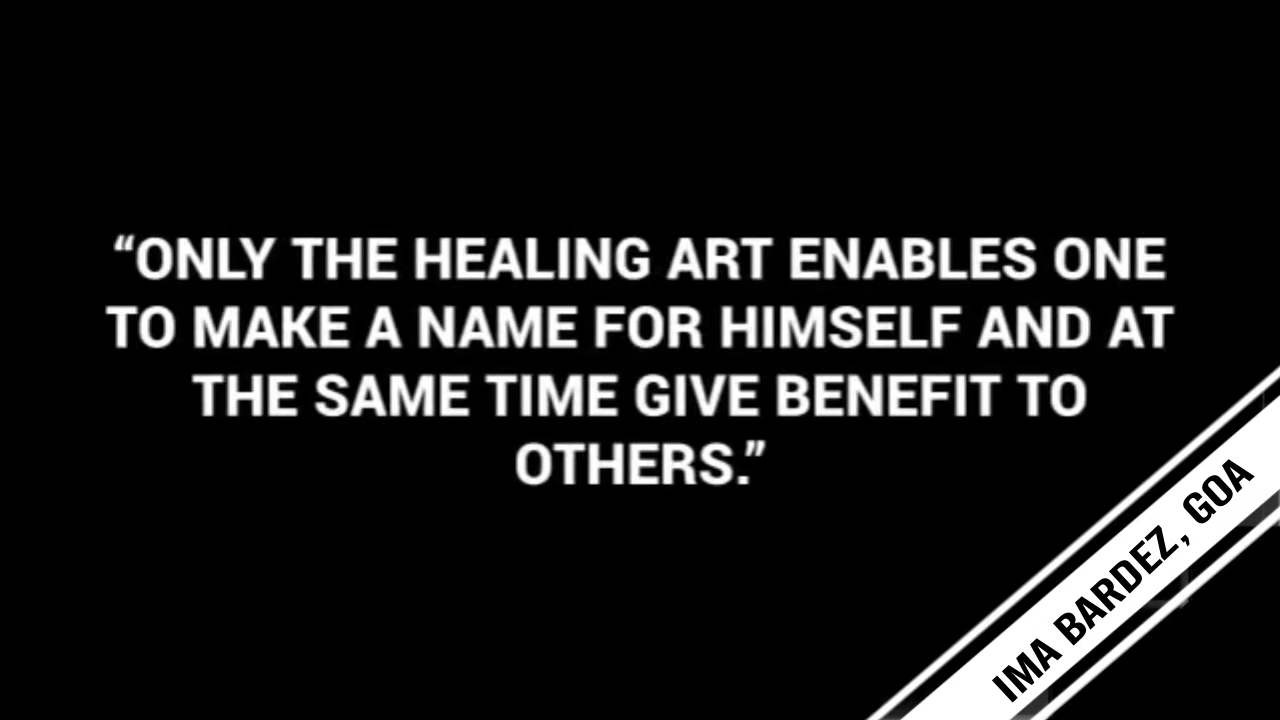 “ONLY THE HEALING ART ENABLES ONE
TO MAKE A NAME FOR HIMSELF AND AT
THE SAME TIME GIVE BENEFIT TO
OTHERS.”
IMA BARDEZ, GOA